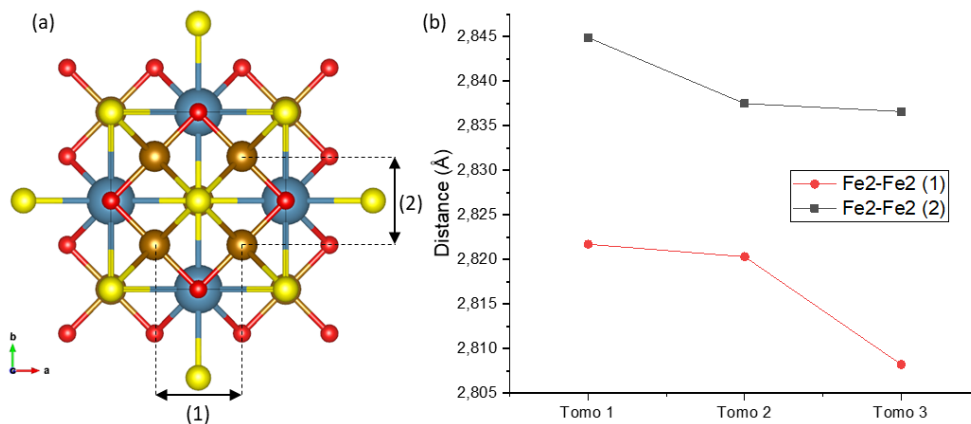 (a)
(2)
(1)
b
c
a
(b)
Distance (Å)
2,845
2,840
2,835
2,830
2,825
2,820
2,815
2,810
2,805
Fe2-Fe2 (1)
Fe2-Fe2 (2)
Tomo 1
Tomo 2
Tomo 3